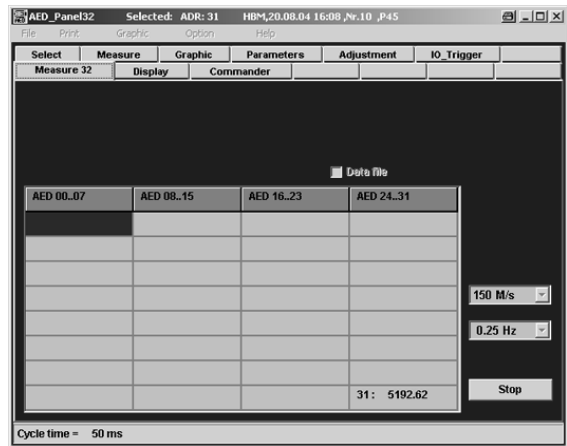 AED_Panel32 Selected: ADR: 31 HBM,20.08.04 16:08 ,Nr.10 ,P45
File Print Graphic Option Help
Select Measure Graphic Parameters Adjustment IO_Trigger
Measure 32 Display Commander
Data file
AED 00..07 AED 08..15 AED 16..23 AED 24..31
150 M/s
0.25 Hz
31: 5192.62
Stop
Cycle time = 50 ms